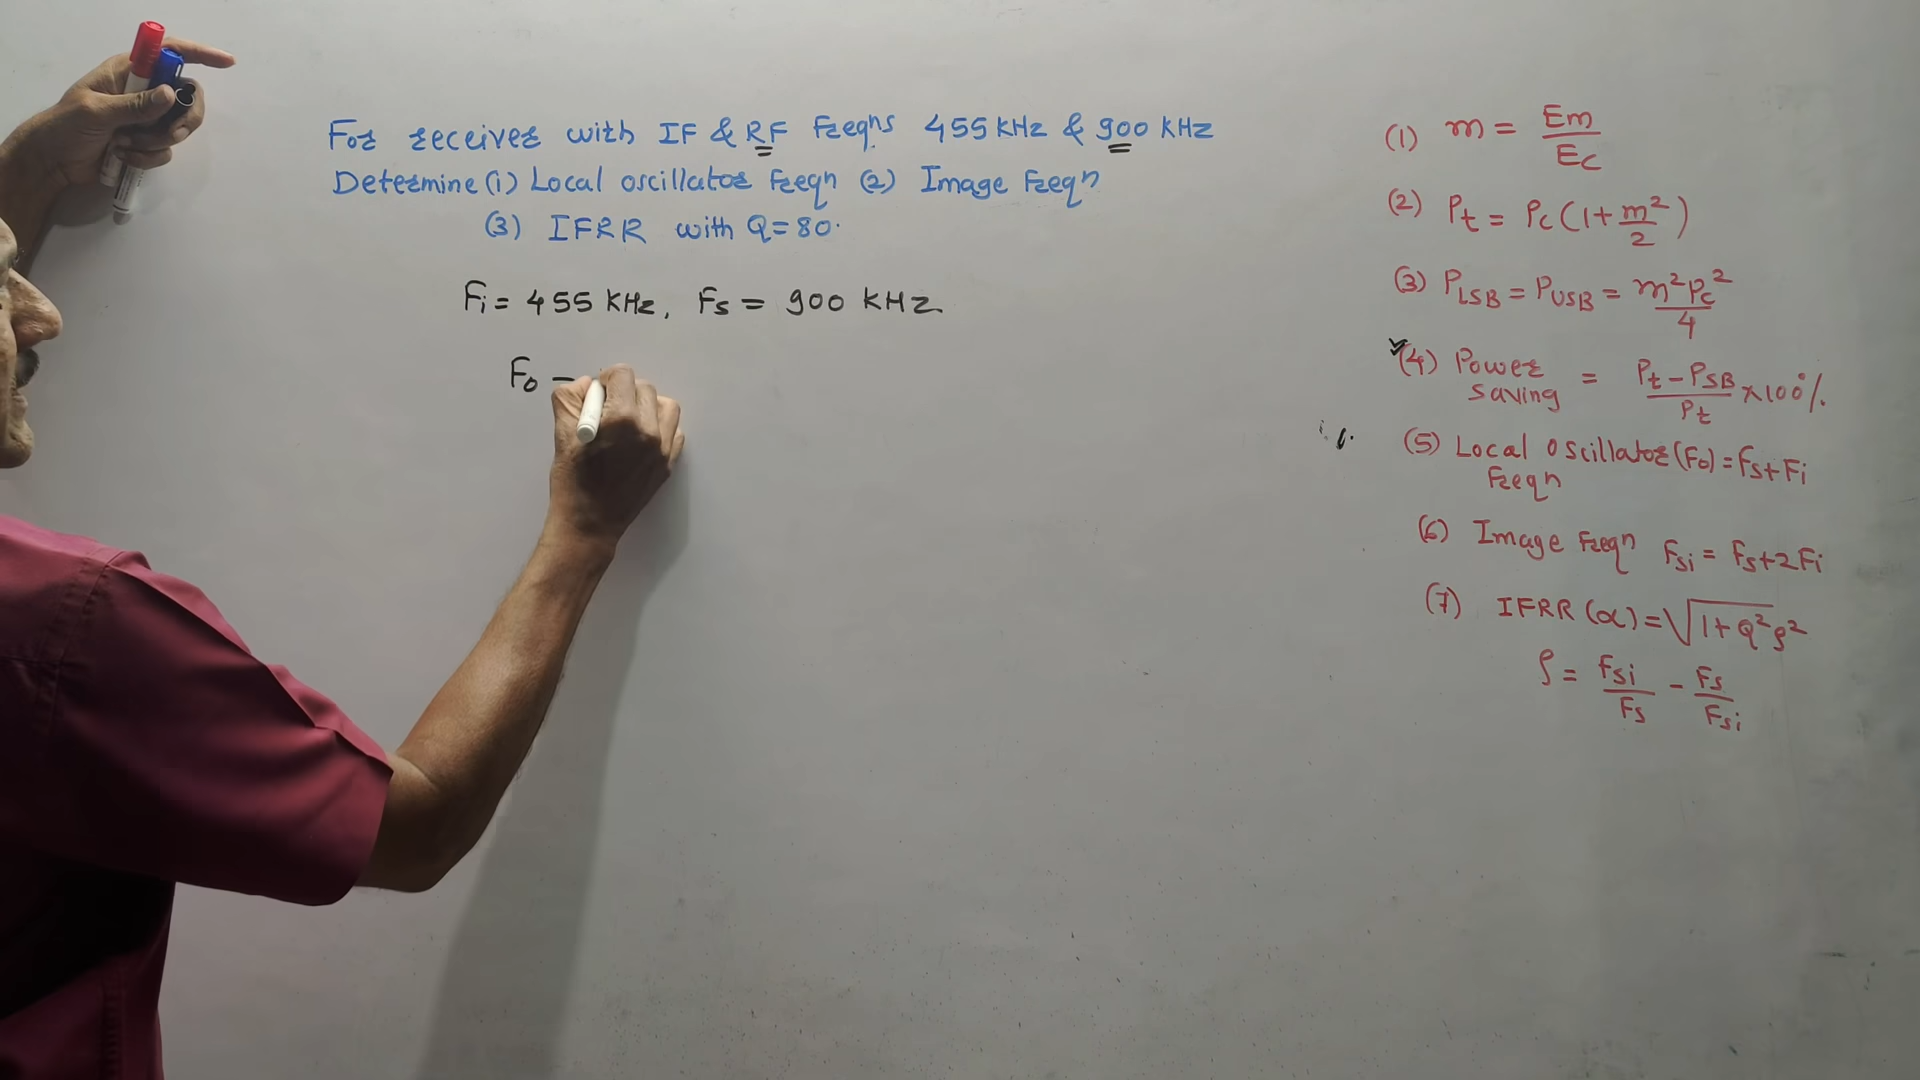 For receiver with IF & RF Freqns 455 KHz & 900 KHz
Determine (1) Local oscillator Freqn (2) Image Freqn
(3) IFRR with Q=80.
Fi = 455 KHz, Fs = 900 KHz
Fo =
(1) m = Em/Ec
(2) Pt = Pc (1 + m²/2)
(3) PLSB = PUSB = m²Pc²/4
(4) Power saving = Pt - PSB/Pt × 100%
(5) Local oscillator (Fo) = Fs + Fi
Freqn
(6) Image Freqn Fsi = Fs + 2Fi
(7) IFRR (α) = √1 + Q²ρ²
ρ = Fsi/Fs - Fs/Fsi